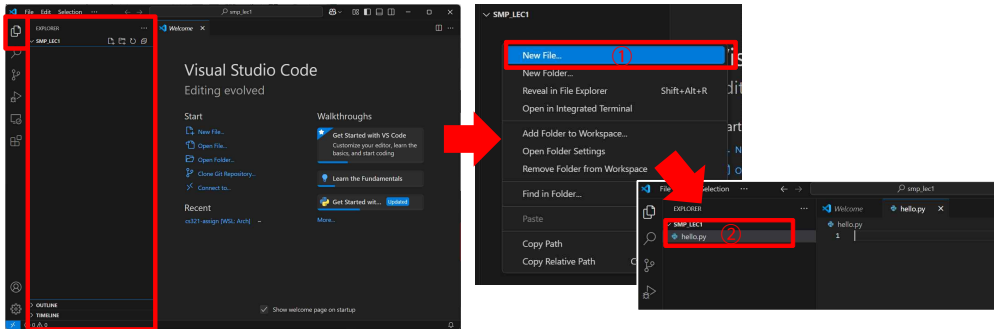 File Edit Selection ... smp_lec1
EXPLORER ...
SMP_LEC1
Welcome
Visual Studio Code
Editing evolved
Start
New File...
Open File...
Open Folder...
Clone Git Repository...
Connect to...
Recent
cs321-assign [WSL: Arch] ~
Walkthroughs
Get Started with VS Code
Customize your editor, learn the
basics, and start coding
Learn the Fundamentals
Get Started wit... Updated
More...
Show welcome page on startup
OUTLINE
TIMELINE
0 0
0
SMP_LEC1
New File...
①
New Folder...
Reveal in File Explorer Shift+Alt+R
Open in Integrated Terminal
Add Folder to Workspace...
Open Folder Settings
Remove Folder from Workspace
Find in Folder...
Paste
Copy Path
Copy Relative Path
File Selection ... smp_lec1
EXPLORER ...
SMP_LEC1
hello.py
②
Welcome
hello.py
hello.py
1